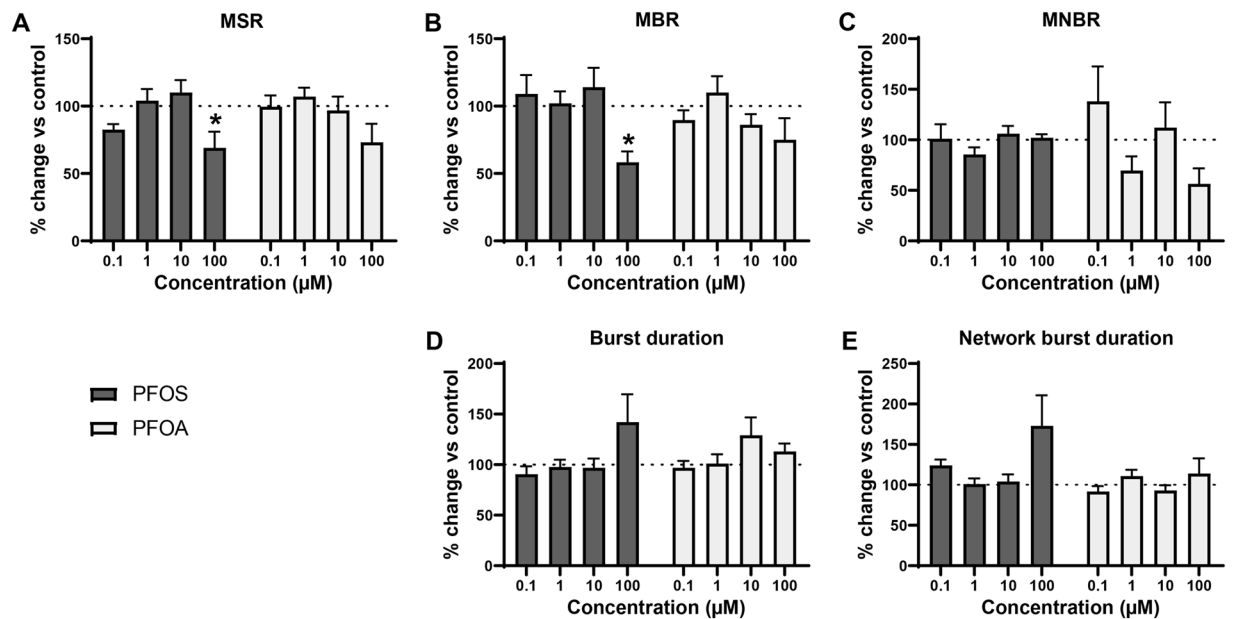 A
MSR
% change vs control
150
100
50
0
*
0.1 1 10 100 0.1 1 10 100
Concentration (µM)
B
MBR
% change vs control
150
100
50
0
*
0.1 1 10 100 0.1 1 10 100
Concentration (µM)
C
MNBR
% change vs control
200
150
100
50
0
0.1 1 10 100 0.1 1 10 100
Concentration (µM)
PFOS
PFOA
D
Burst duration
% change vs control
200
150
100
50
0
0.1 1 10 100 0.1 1 10 100
Concentration (µM)
E
Network burst duration
% change vs control
250
200
150
100
50
0
0.1 1 10 100 0.1 1 10 100
Concentration (µM)